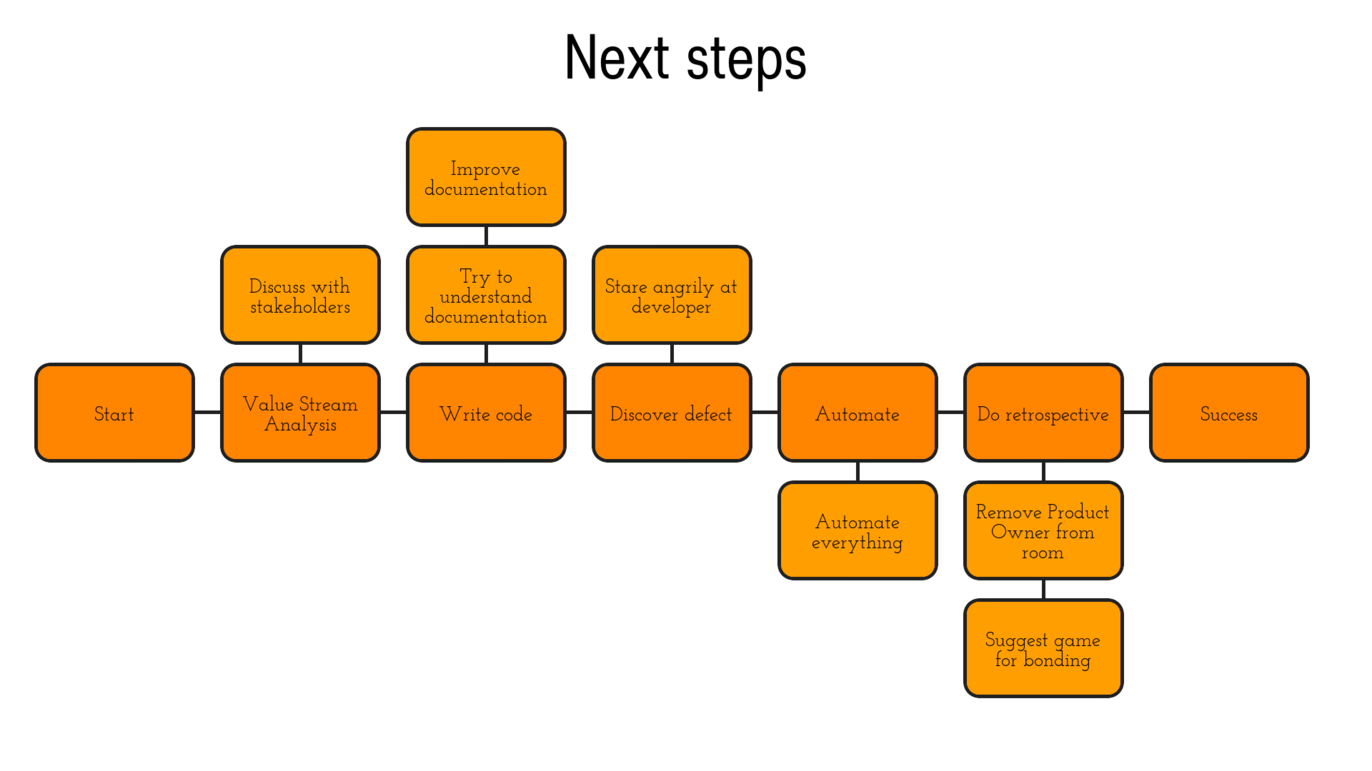 Next steps
Improve
documentation
Discuss with
stakeholders
Try to
understand
documentation
Stare angrily at
developer
Start
Value Stream
Analysis
Write code
Discover defect
Automate
Do retrospective
Success
Automate
everything
Remove Product
Owner from
room
Suggest game
for bonding